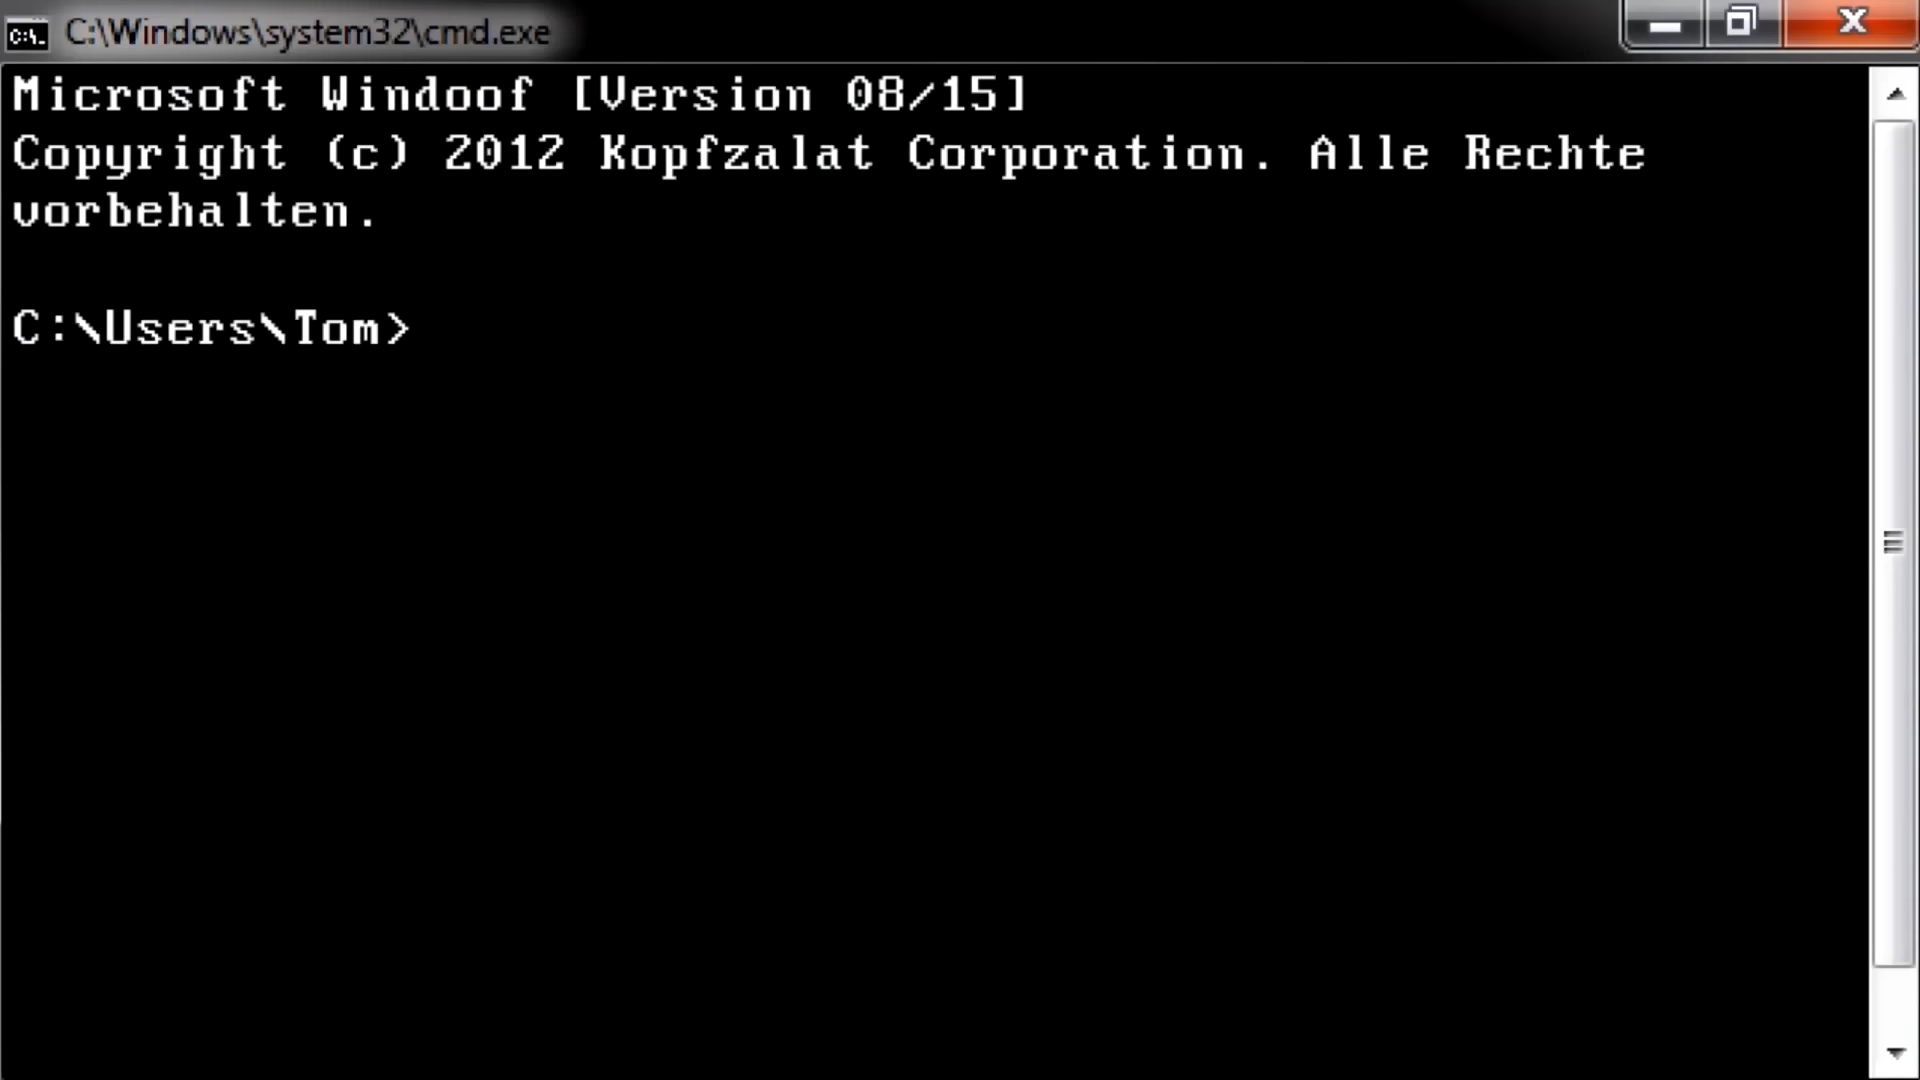 C:\Windows\system32\cmd.exe
Microsoft Windoof [Version 08/15]
Copyright (c) 2012 Kopfzalat Corporation. Alle Rechte
vorbehalten.
C:\Users\Tom>